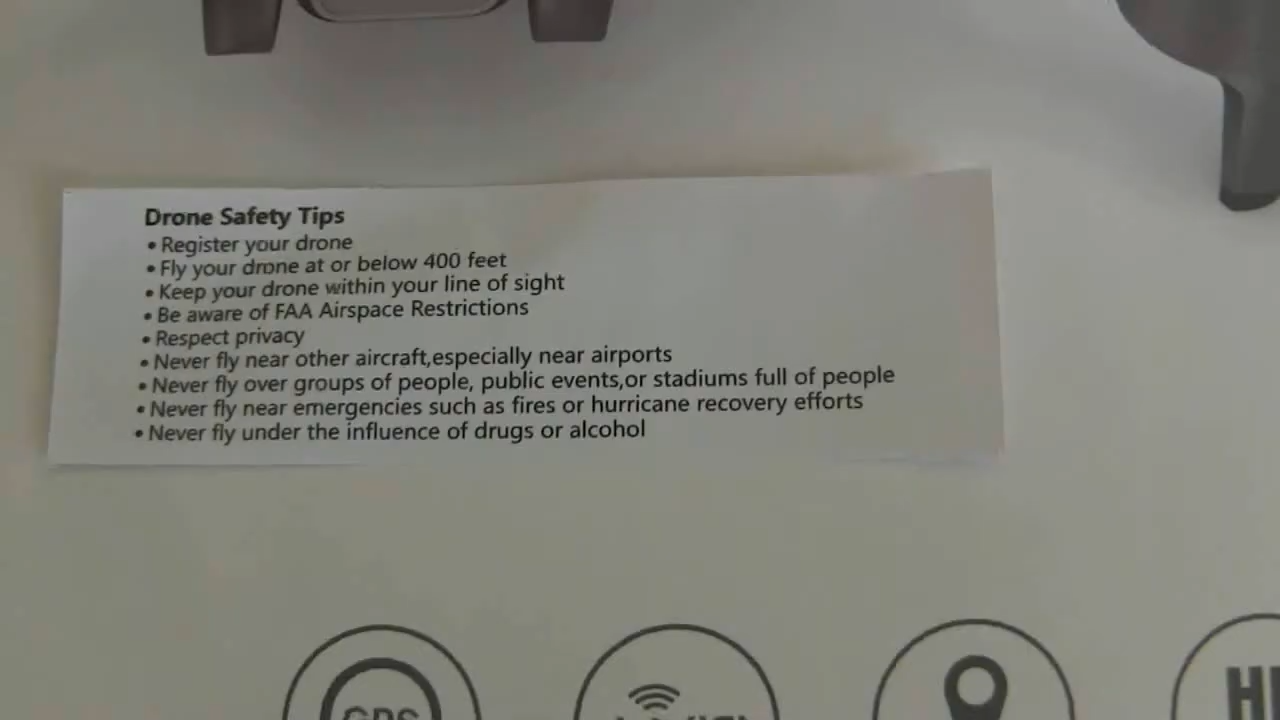 Drone Safety Tips
• Register your drone
• Fly your drone at or below 400 feet
• Keep your drone within your line of sight
• Be aware of FAA Airspace Restrictions
• Respect privacy
• Never fly near other aircraft,especially near airports
• Never fly over groups of people, public events,or stadiums full of people
• Never fly near emergencies such as fires or hurricane recovery efforts
• Never fly under the influence of drugs or alcohol
GPS